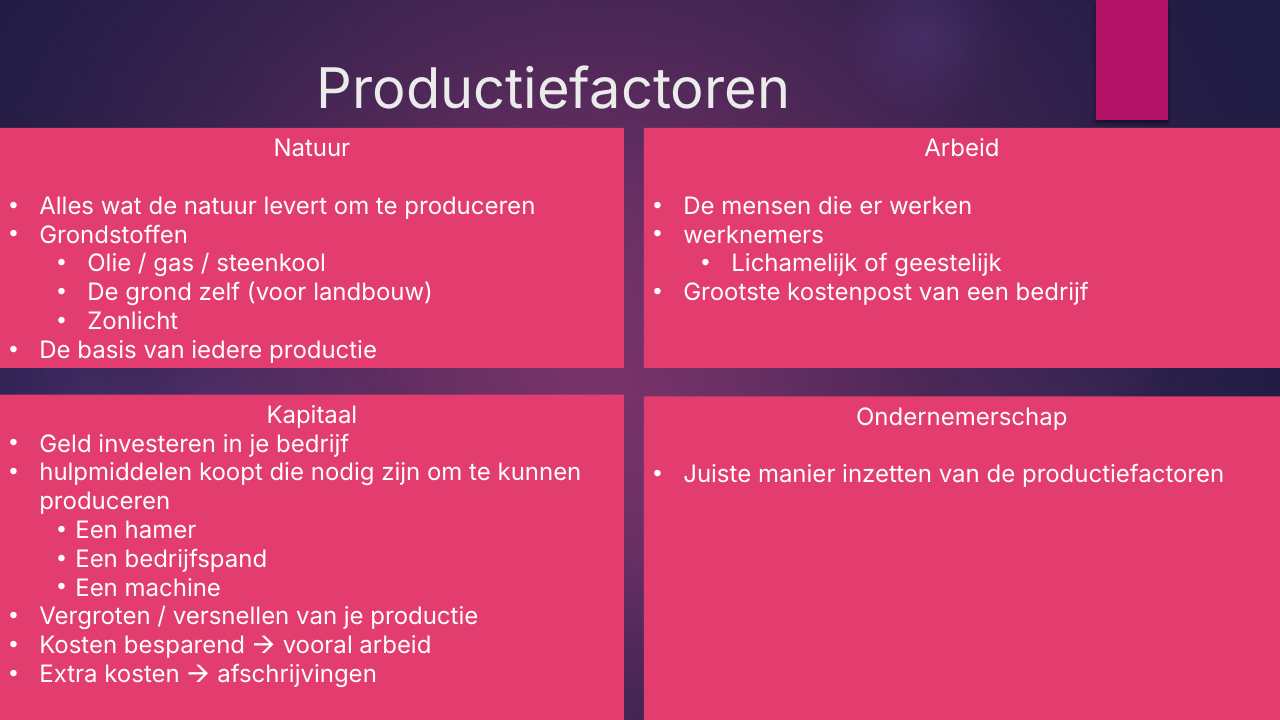 Productiefactoren
Natuur
• Alles wat de natuur levert om te produceren
• Grondstoffen
• Olie / gas / steenkool
• De grond zelf (voor landbouw)
• Zonlicht
• De basis van iedere productie
Arbeid
• De mensen die er werken
• werknemers
• Lichamelijk of geestelijk
• Grootste kostenpost van een bedrijf
Kapitaal
• Geld investeren in je bedrijf
• hulpmiddelen koopt die nodig zijn om te kunnen
produceren
• Een hamer
• Een bedrijfspand
• Een machine
• Vergroten / versnellen van je productie
• Kosten besparend → vooral arbeid
• Extra kosten → afschrijvingen
Ondernemerschap
• Juiste manier inzetten van de productiefactoren